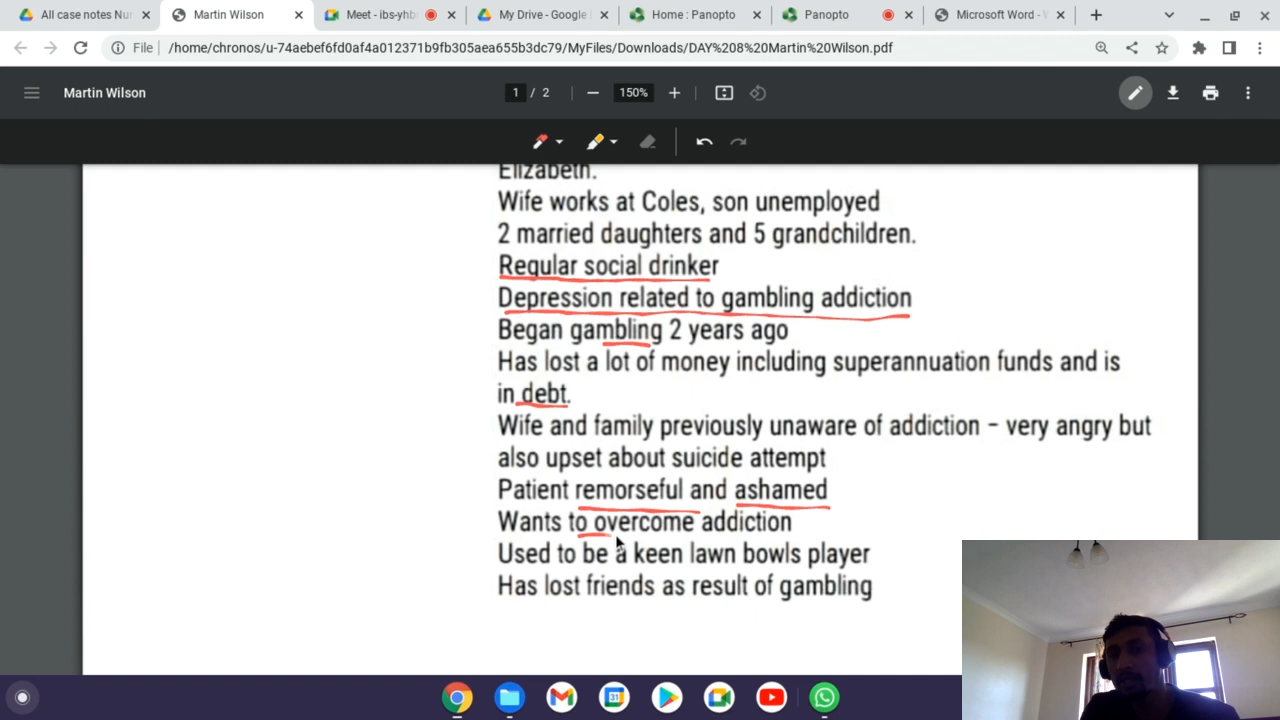 All case notes Nur
Martin Wilson
Meet - ibs-yhb
My Drive - Google
Home : Panopto
Panopto
Microsoft Word -
File
/home/chronos/u-74aebef6fd0af4a012371b9fb305aea655b3dc79/MyFiles/Downloads/DAY%208%20Martin%20Wilson.pdf
Martin Wilson
1 / 2
150%
Elizabeth.
Wife works at Coles, son unemployed
2 married daughters and 5 grandchildren.
Regular social drinker
Depression related to gambling addiction
Began gambling 2 years ago
Has lost a lot of money including superannuation funds and is
in debt.
Wife and family previously unaware of addiction – very angry but
also upset about suicide attempt
Patient remorseful and ashamed
Wants to overcome addiction
Used to be a keen lawn bowls player
Has lost friends as result of gambling
31